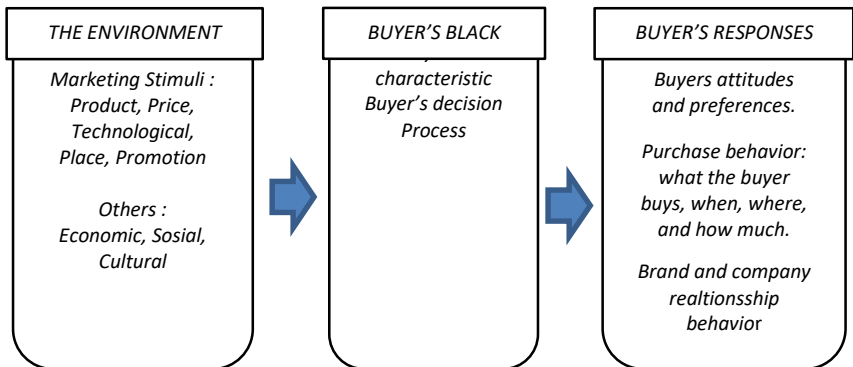 THE ENVIRONMENT
Marketing Stimuli :
Product, Price,
Technological,
Place, Promotion
Others :
Economic, Sosial,
Cultural
BUYER'S BLACK
characteristic
Buyer's decision
Process
BUYER'S RESPONSES
Buyers attitudes
and preferences.
Purchase behavior:
what the buyer
buys, when, where,
and how much.
Brand and company
realtionsship
behavior